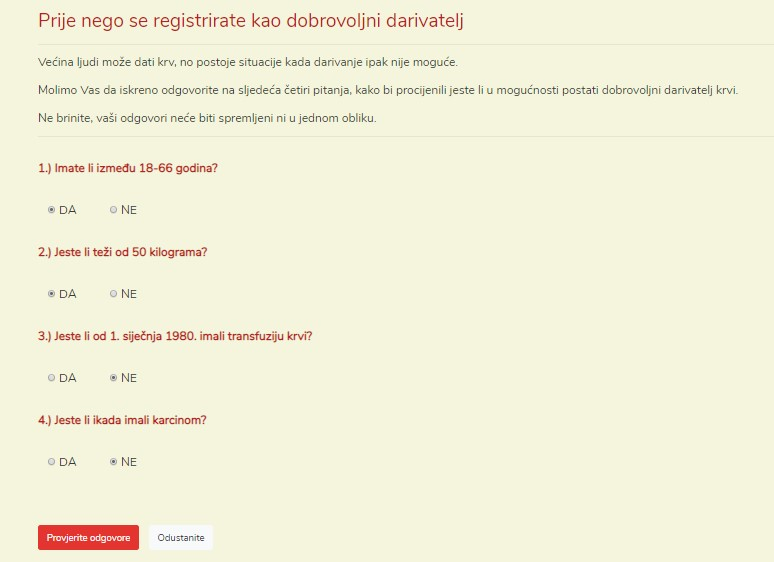 Prije nego se registrirate kao dobrovoljni darivatelj
Većina ljudi može dati krv, no postoje situacije kada darivanje ipak nije moguće.
Molimo Vas da iskreno odgovorite na sljedeća četiri pitanja, kako bi procijenili jeste li u mogućnosti postati dobrovoljni darivatelj krvi.
Ne brinite, vaši odgovori neće biti spremljeni ni u jednom obliku.
1.) Imate li između 18-66 godina?
DA NE
2.) Jeste li teži od 50 kilograma?
DA NE
3.) Jeste li od 1. siječnja 1980. imali transfuziju krvi?
DA NE
4.) Jeste li ikada imali karcinom?
DA NE
Provjerite odgovore Odustanite